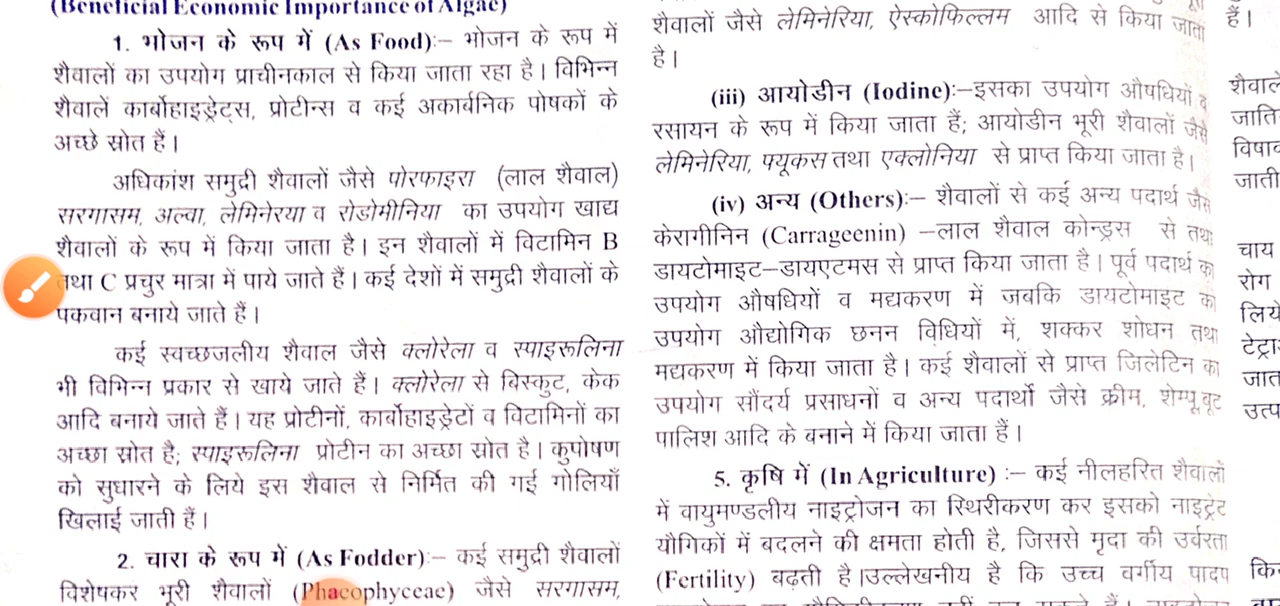 (Beneficial Economic Importance of Algae)
1. भोजन के रूप में (As Food):– भोजन के रूप में
शैवालों का उपयोग प्राचीनकाल से किया जाता रहा है। विभिन्न
शैवालें कार्बोहाइड्रेट्स, प्रोटीन्स व कई अकार्बनिक पोषकों के
अच्छे स्रोत हैं।
अधिकांश समुद्री शैवालों जैसे पोरफाइरा (लाल शैवाल)
सरगासम, अल्वा, लेमिनेरया व रोडोमीनिया का उपयोग खाद्य
शैवालों के रूप में किया जाता है। इन शैवालों में विटामिन B
तथा C प्रचुर मात्रा में पाये जाते हैं। कई देशों में समुद्री शैवालों के
पकवान बनाये जाते हैं।
कई स्वच्छजलीय शैवाल जैसे क्लोरेला व स्पाइरूलिना
भी विभिन्न प्रकार से खाये जाते हैं। क्लोरेला से बिस्कुट, केक
आदि बनाये जाते हैं। यह प्रोटीनों, कार्बोहाइड्रेटों व विटामिनों का
अच्छा स्रोत है; स्पाइरूलिना प्रोटीन का अच्छा स्रोत है। कुपोषण
को सुधारने के लिये इस शैवाल से निर्मित की गई गोलियाँ
खिलाई जाती हैं।
2. चारा के रूप में (As Fodder):– कई समुद्री शैवालों
विशेषकर भूरी शैवालों (Phacophyceae) जैसे सरगासम,
शैवालों जैसे लेमिनेरिया, ऐस्कोफिल्लम आदि से किया जाता
है।
(iii) आयोडीन (Iodine):–इसका उपयोग औषधियों व
रसायन के रूप में किया जाता हैं; आयोडीन भूरी शैवालों जैसे
लेमिनेरिया, फ्यूकस तथा एक्लोनिया से प्राप्त किया जाता है।
(iv) अन्य (Others):– शैवालों से कई अन्य पदार्थ जैसे
केरागीनिन (Carrageenin) –लाल शैवाल कोन्ड्रस से तथा
डायटोमाइट–डायएटमस से प्राप्त किया जाता है। पूर्व पदार्थ का
उपयोग औषधियों व मद्यकरण में जबकि डायटोमाइट का
उपयोग औद्योगिक छनन विधियों में, शक्कर शोधन तथा
मद्यकरण में किया जाता है। कई शैवालों से प्राप्त जिलेटिन का
उपयोग सौंदर्य प्रसाधनों व अन्य पदार्थो जैसे क्रीम, शेम्पू, बूट
पालिश आदि के बनाने में किया जाता हैं।
5. कृषि में (In Agriculture) :– कई नीलहरित शैवालों
में वायुमण्डलीय नाइट्रोजन का स्थिरीकरण कर इसको नाइट्रेट
यौगिकों में बदलने की क्षमता होती है, जिससे मृदा की उर्वरता
(Fertility) बढ़ती है।उल्लेखनीय है कि उच्च वर्गीय पादप
हैं।
शैवाले
जाति
जाती
चाय
रोग
लिये
जात
उत्प